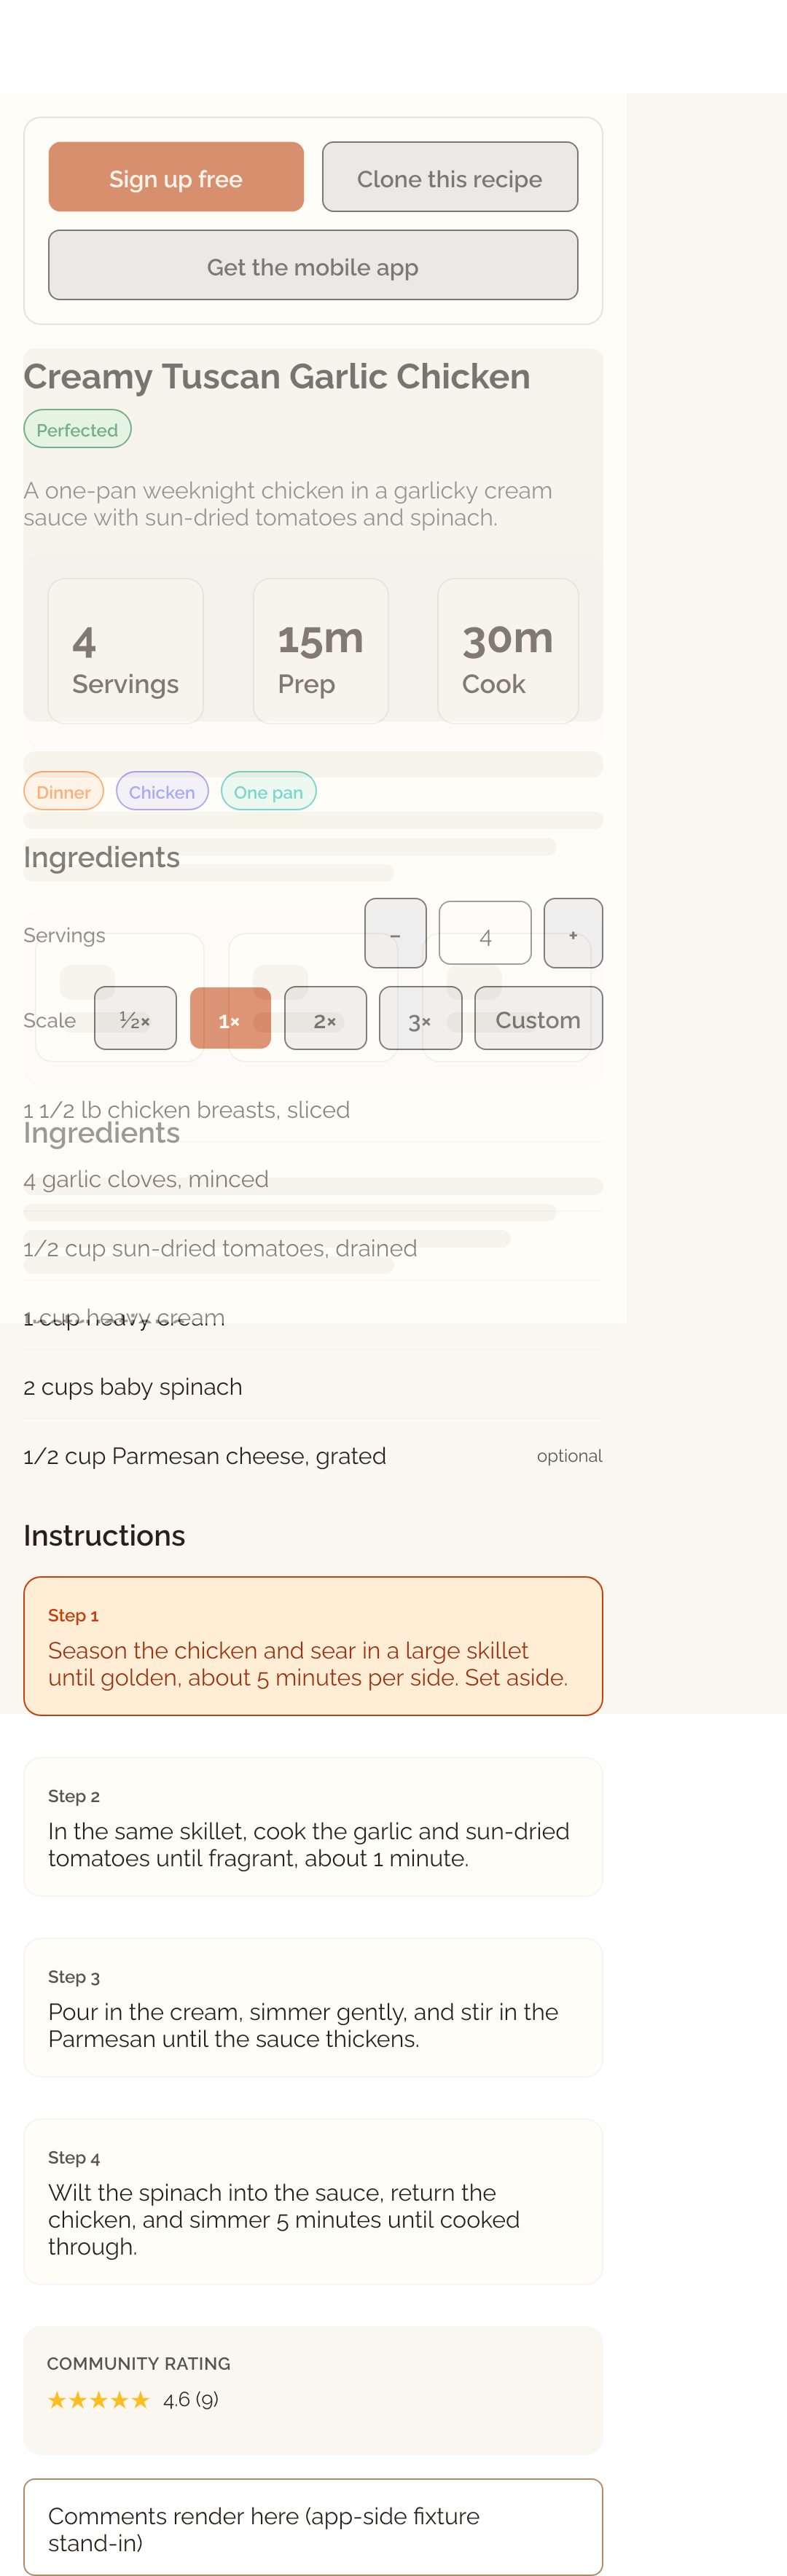 Sign up free
Clone this recipe
Get the mobile app
Creamy Tuscan Garlic Chicken
Perfected
A one-pan weeknight chicken in a garlicky cream
sauce with sun-dried tomatoes and spinach.
4
Servings
15m
Prep
30m
Cook
Dinner
Chicken
One pan
Ingredients
Servings
–
4
+
Scale
½×
1×
2×
3×
Custom
1 1/2 lb chicken breasts, sliced
Ingredients
4 garlic cloves, minced
1/2 cup sun-dried tomatoes, drained
1 cup heavy cream
2 cups baby spinach
1/2 cup Parmesan cheese, grated
optional
Instructions
Step 1
Season the chicken and sear in a large skillet
until golden, about 5 minutes per side. Set aside.
Step 2
In the same skillet, cook the garlic and sun-dried
tomatoes until fragrant, about 1 minute.
Step 3
Pour in the cream, simmer gently, and stir in the
Parmesan until the sauce thickens.
Step 4
Wilt the spinach into the sauce, return the
chicken, and simmer 5 minutes until cooked
through.
COMMUNITY RATING
★★★★★ 4.6 (9)
Comments render here (app-side fixture
stand-in)